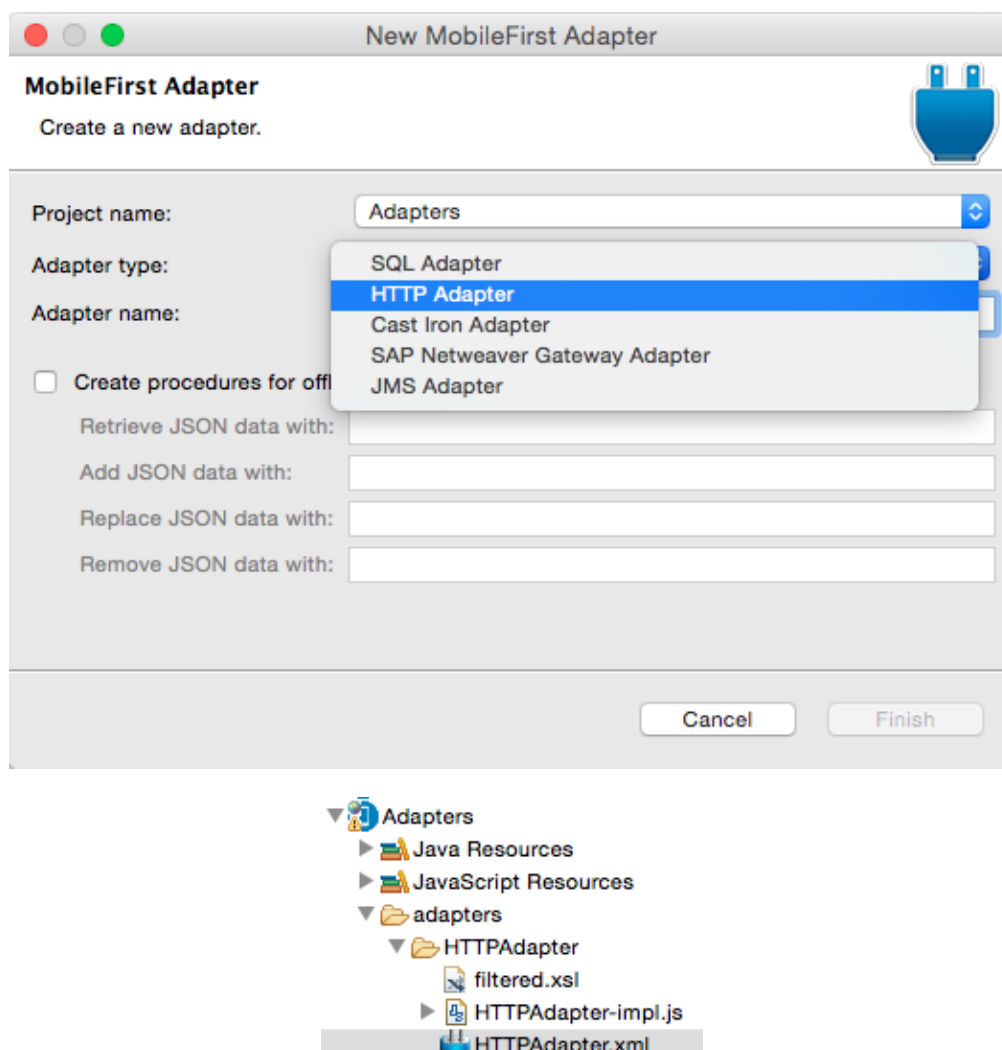 New MobileFirst Adapter
MobileFirst Adapter
Create a new adapter.
Project name:
Adapters
Adapter type:
SQL Adapter
HTTP Adapter
Adapter name:
Cast Iron Adapter
SAP Netweaver Gateway Adapter
Create procedures for offl
JMS Adapter
Retrieve JSON data with:
Add JSON data with:
Replace JSON data with:
Remove JSON data with:
Cancel
Finish
Adapters
Java Resources
JavaScript Resources
adapters
HTTPAdapter
filtered.xsl
HTTPAdapter-impl.js
HTTPAdapter.xml